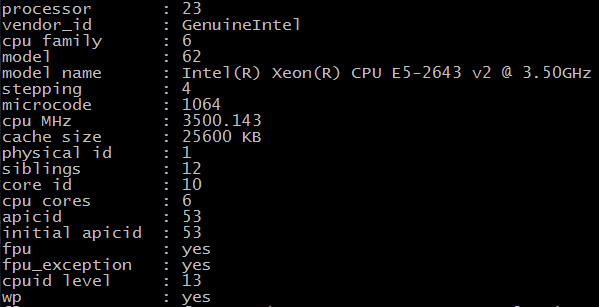 processor : 23
vendor_id : GenuineIntel
cpu family : 6
model : 62
model name : Intel(R) Xeon(R) CPU E5-2643 v2 @ 3.50GHz
stepping : 4
microcode : 1064
cpu MHz : 3500.143
cache size : 25600 KB
physical id : 1
siblings : 12
core id : 10
cpu cores : 6
apicid : 53
initial apicid : 53
fpu : yes
fpu_exception : yes
cpuid level : 13
wp : yes